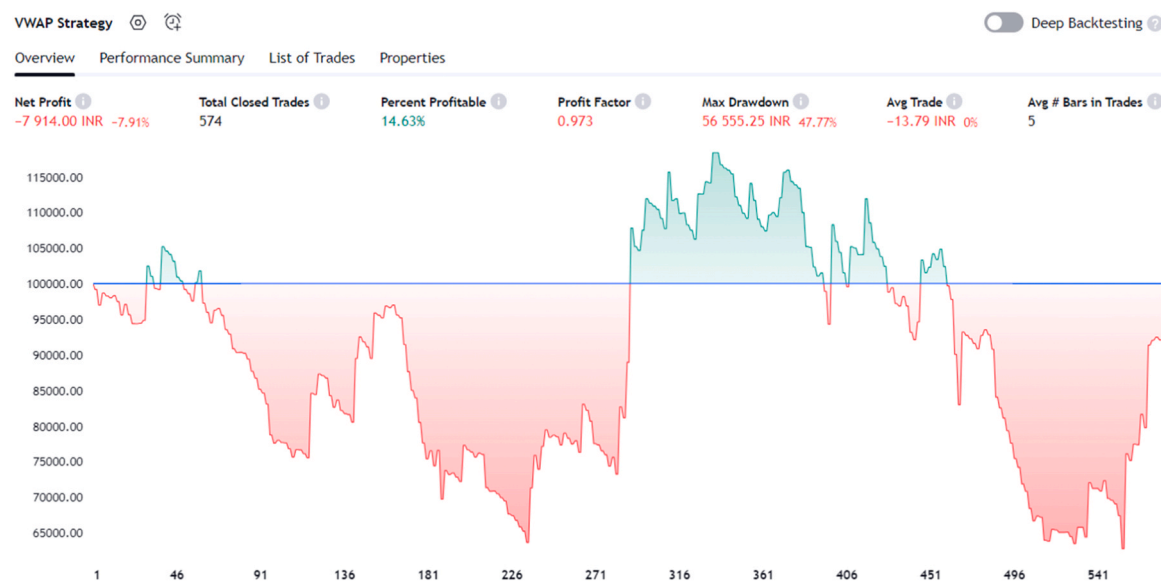 VWAP Strategy Deep Backtesting
Overview Performance Summary List of Trades Properties
Net Profit Total Closed Trades Percent Profitable Profit Factor Max Drawdown Avg Trade Avg # Bars in Trades
−7 914.00 INR −7.91% 574 14.63% 0.973 56 555.25 INR 47.77% −13.79 INR 0% 5
115000.00
110000.00
105000.00
100000.00
95000.00
90000.00
85000.00
80000.00
75000.00
70000.00
65000.00
1 46 91 136 181 226 271 316 361 406 451 496 541